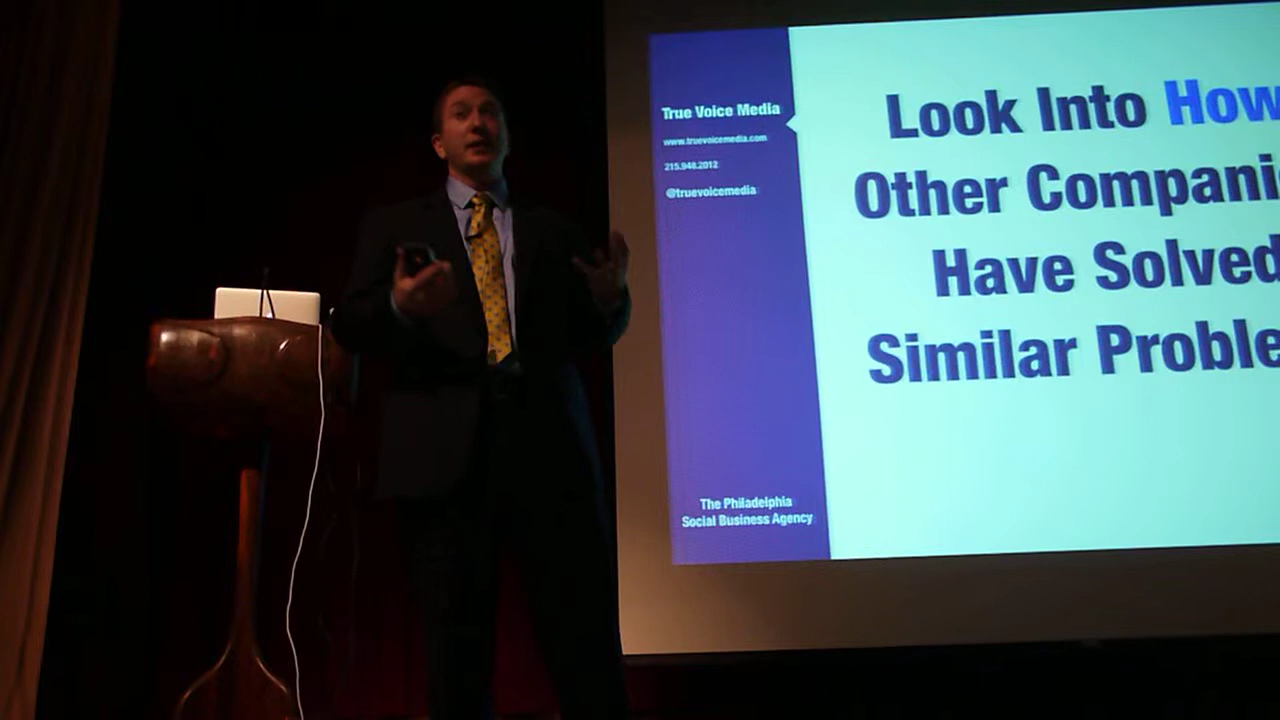 True Voice Media
www.truevoicemedia.com
215.948.2012
@truevoicemedia
The Philadelphia
Social Business Agency
Look Into How
Other Compani
Have Solved
Similar Proble